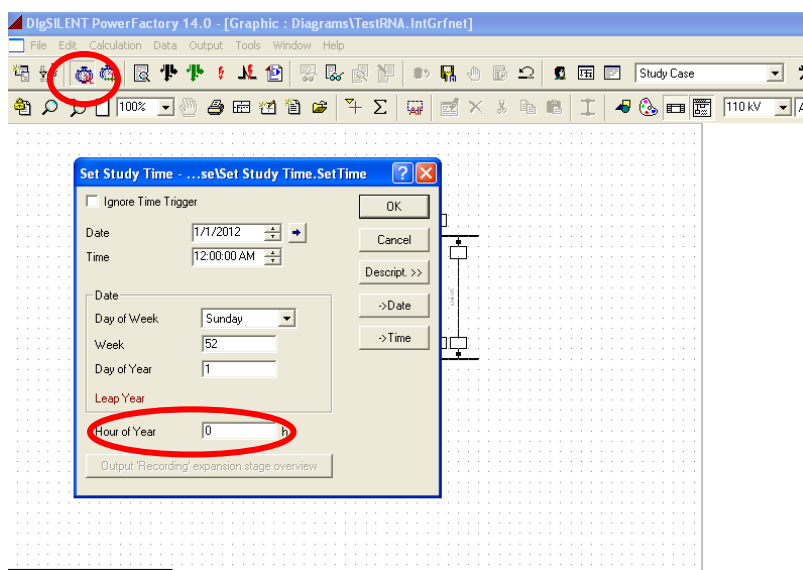 DIgSILENT PowerFactory 14.0 - [Graphic : Diagrams\TestRNA.IntGrfnet]
File Edit Calculation Data Output Tools Window Help
Study Case
100% 110 kV
Set Study Time - ...se\Set Study Time.SetTime
Ignore Time Trigger
OK
Date 1/1/2012
Cancel
Time 12:00:00 AM
Descript. >>
Date
->Date
Day of Week Sunday
Week 52
->Time
Day of Year 1
Leap Year
Hour of Year 0 h
Output 'Recording' expansion stage overview